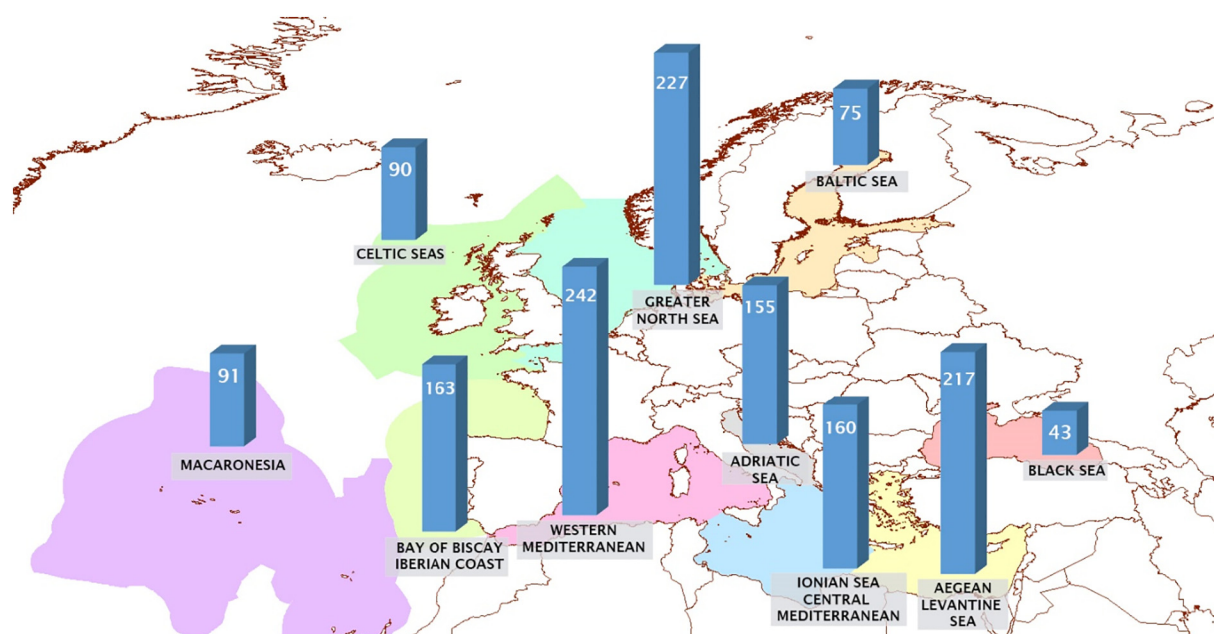 227
75
BALTIC SEA
90
CELTIC SEAS
GREATER
NORTH SEA
242
155
91
MACARONESIA
163
217
160
43
ADRIATIC
SEA
BLACK SEA
BAY OF BISCAY
IBERIAN COAST
WESTERN
MEDITERRANEAN
IONIAN SEA
CENTRAL
MEDITERRANEAN
AEGEAN
LEVANTINE
SEA